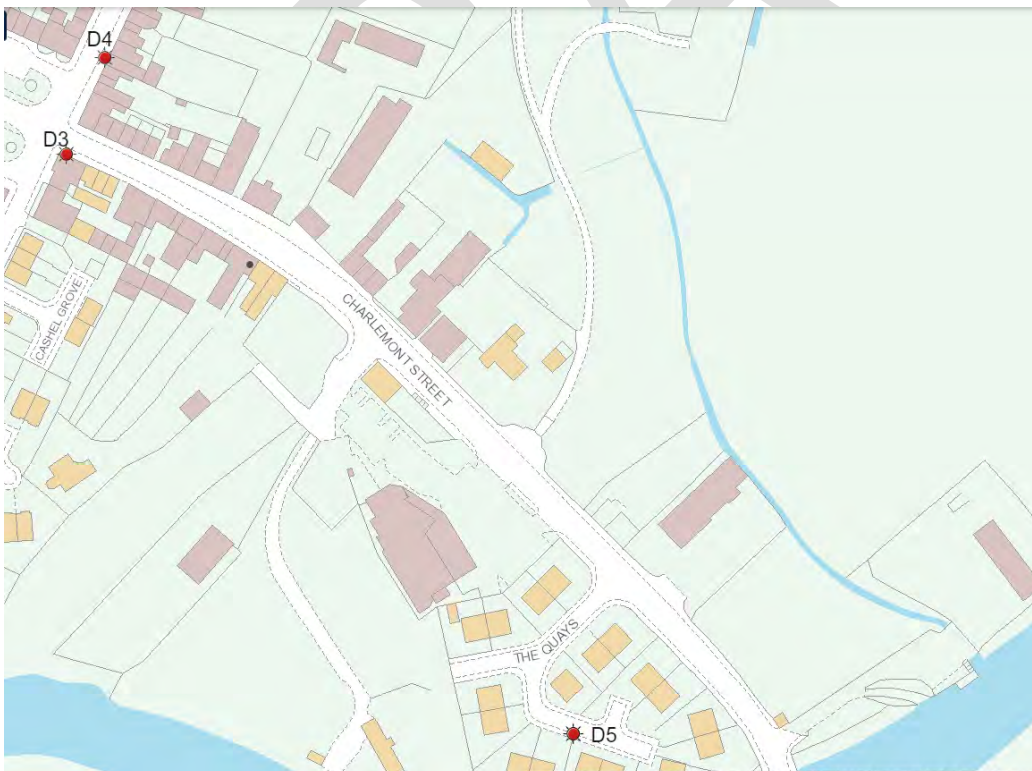 D4
D3
CASHEL GROVE
CHARLEMONT STREET
THE QUAYS
D5